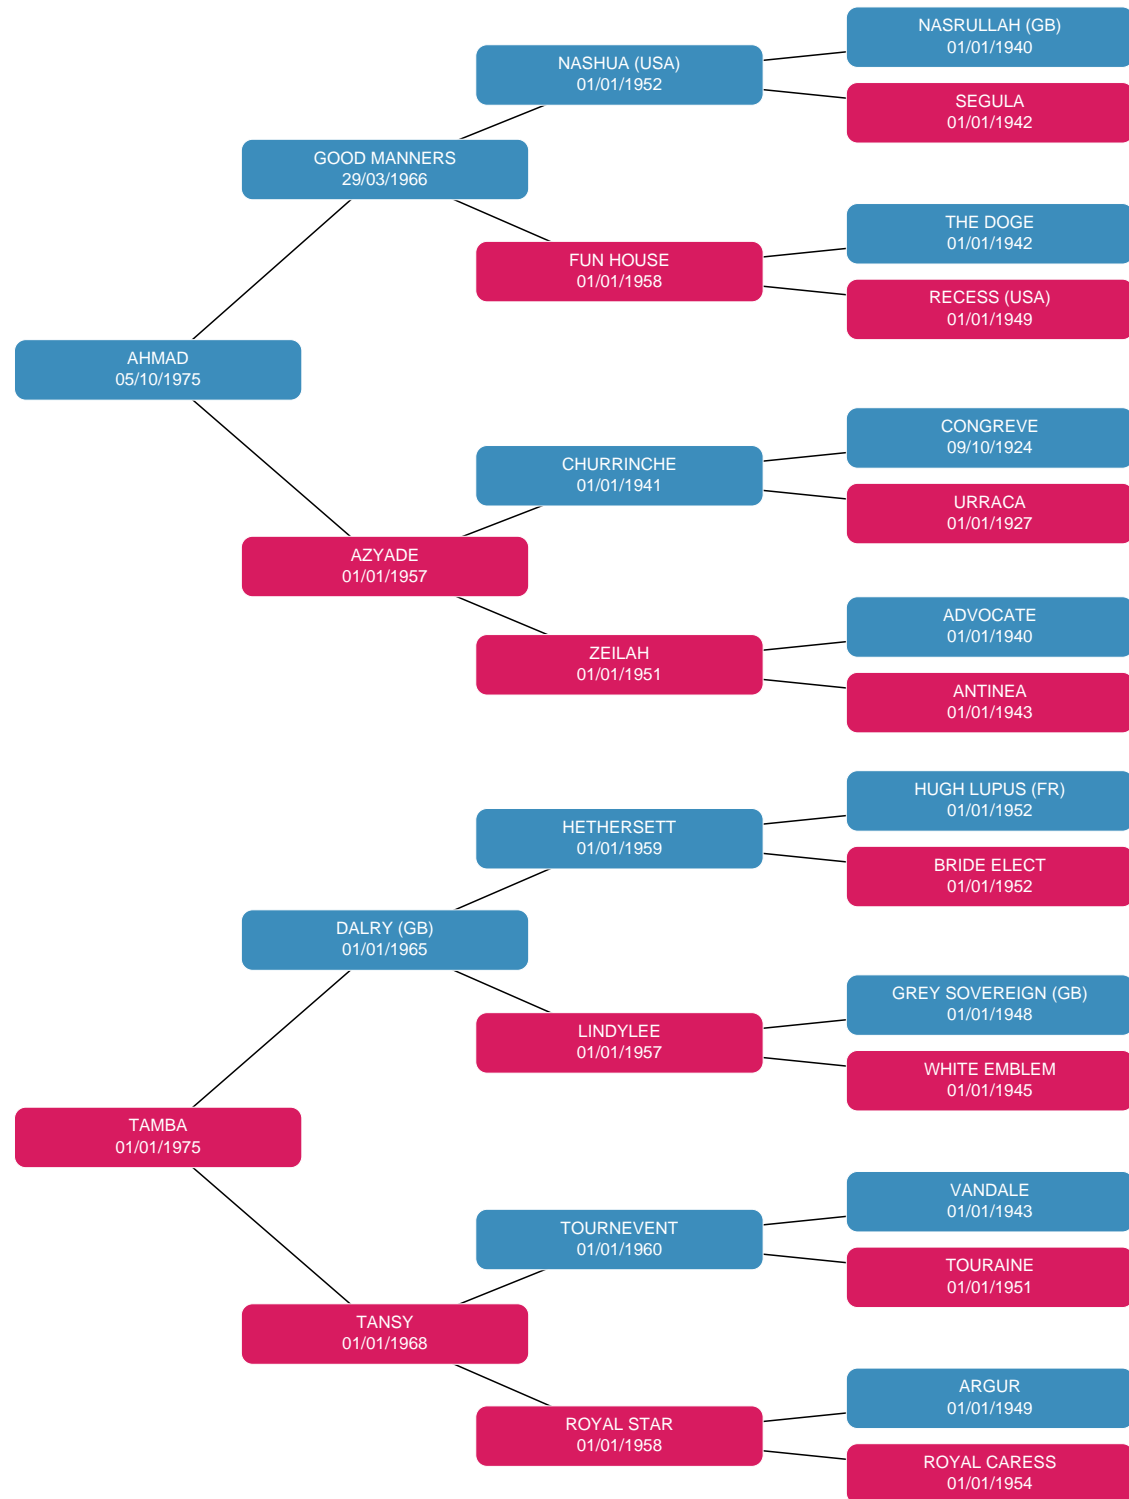 NASRULLAH (GB)
01/01/1940
NASHUA (USA)
01/01/1952
SEGULA
01/01/1942
GOOD MANNERS
29/03/1966
THE DOGE
01/01/1942
FUN HOUSE
01/01/1958
RECESS (USA)
01/01/1949
AHMAD
05/10/1975
CONGREVE
09/10/1924
CHURRINCHE
01/01/1941
URRACA
01/01/1927
AZYADE
01/01/1957
ADVOCATE
01/01/1940
ZEILAH
01/01/1951
ANTINEA
01/01/1943
HUGH LUPUS (FR)
01/01/1952
HETHERSETT
01/01/1959
BRIDE ELECT
01/01/1952
DALRY (GB)
01/01/1965
GREY SOVEREIGN (GB)
01/01/1948
LINDYLEE
01/01/1957
WHITE EMBLEM
01/01/1945
TAMBA
01/01/1975
VANDALE
01/01/1943
TOURNEVENT
01/01/1960
TOURAINE
01/01/1951
TANSY
01/01/1968
ARGUR
01/01/1949
ROYAL STAR
01/01/1958
ROYAL CARESS
01/01/1954